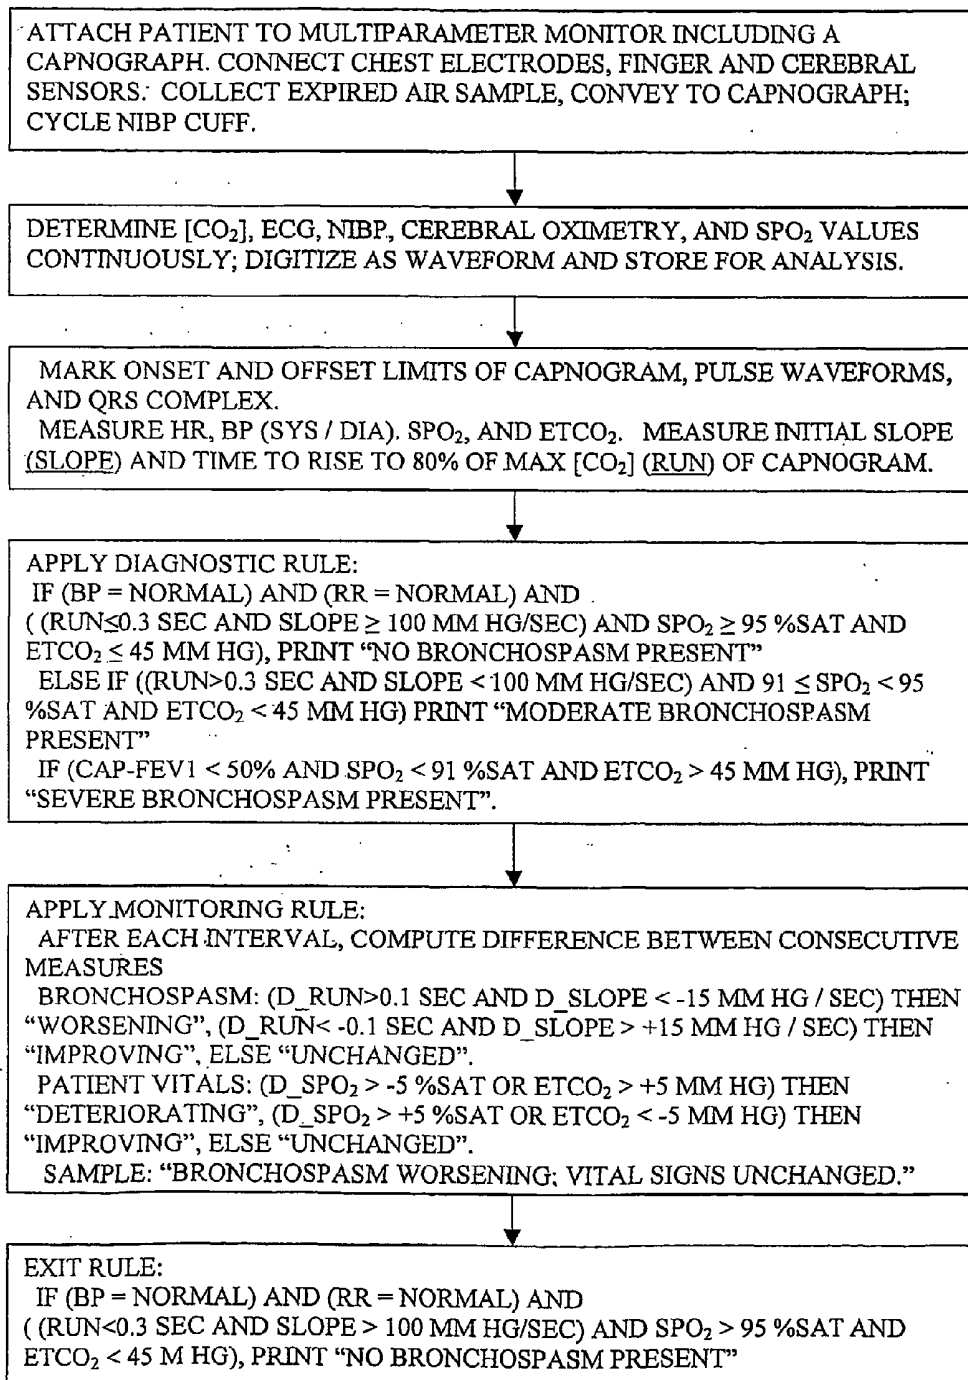 ATTACH PATIENT TO MULTIPARAMETER MONITOR INCLUDING A
CAPNOGRAPH. CONNECT CHEST ELECTRODES, FINGER AND CEREBRAL
SENSORS. COLLECT EXPIRED AIR SAMPLE, CONVEY TO CAPNOGRAPH;
CYCLE NIBP CUFF.
DETERMINE [CO₂], ECG, NIBP, CEREBRAL OXIMETRY, AND SPO₂ VALUES
CONTINUOUSLY; DIGITIZE AS WAVEFORM AND STORE FOR ANALYSIS.
MARK ONSET AND OFFSET LIMITS OF CAPNOGRAM, PULSE WAVEFORMS,
AND QRS COMPLEX.
MEASURE HR, BP (SYS / DIA). SPO₂, AND ETCO₂. MEASURE INITIAL SLOPE
(SLOPE) AND TIME TO RISE TO 80% OF MAX [CO₂] (RUN) OF CAPNOGRAM.
APPLY DIAGNOSTIC RULE:
IF (BP = NORMAL) AND (RR = NORMAL) AND
( (RUN≤0.3 SEC AND SLOPE ≥ 100 MM HG/SEC) AND SPO₂ ≥ 95 %SAT AND
ETCO₂ ≤ 45 MM HG), PRINT “NO BRONCHOSPASM PRESENT”
ELSE IF ((RUN>0.3 SEC AND SLOPE < 100 MM HG/SEC) AND 91 ≤ SPO₂ < 95
%SAT AND ETCO₂ < 45 MM HG) PRINT “MODERATE BRONCHOSPASM
PRESENT”
IF (CAP-FEV1 < 50% AND SPO₂ < 91 %SAT AND ETCO₂ > 45 MM HG), PRINT
“SEVERE BRONCHOSPASM PRESENT”.
APPLY MONITORING RULE:
AFTER EACH INTERVAL, COMPUTE DIFFERENCE BETWEEN CONSECUTIVE
MEASURES
BRONCHOSPASM: (D_RUN>0.1 SEC AND D_SLOPE < -15 MM HG / SEC) THEN
“WORSENING”, (D_RUN< -0.1 SEC AND D_SLOPE > +15 MM HG / SEC) THEN
“IMPROVING”, ELSE “UNCHANGED”.
PATIENT VITALS: (D_SPO₂ > -5 %SAT OR ETCO₂ > +5 MM HG) THEN
“DETERIORATING”, (D_SPO₂ > +5 %SAT OR ETCO₂ < -5 MM HG) THEN
“IMPROVING”, ELSE “UNCHANGED”.
SAMPLE: “BRONCHOSPASM WORSENING; VITAL SIGNS UNCHANGED.”
EXIT RULE:
IF (BP = NORMAL) AND (RR = NORMAL) AND
( (RUN<0.3 SEC AND SLOPE > 100 MM HG/SEC) AND SPO₂ > 95 %SAT AND
ETCO₂ < 45 M HG), PRINT “NO BRONCHOSPASM PRESENT”